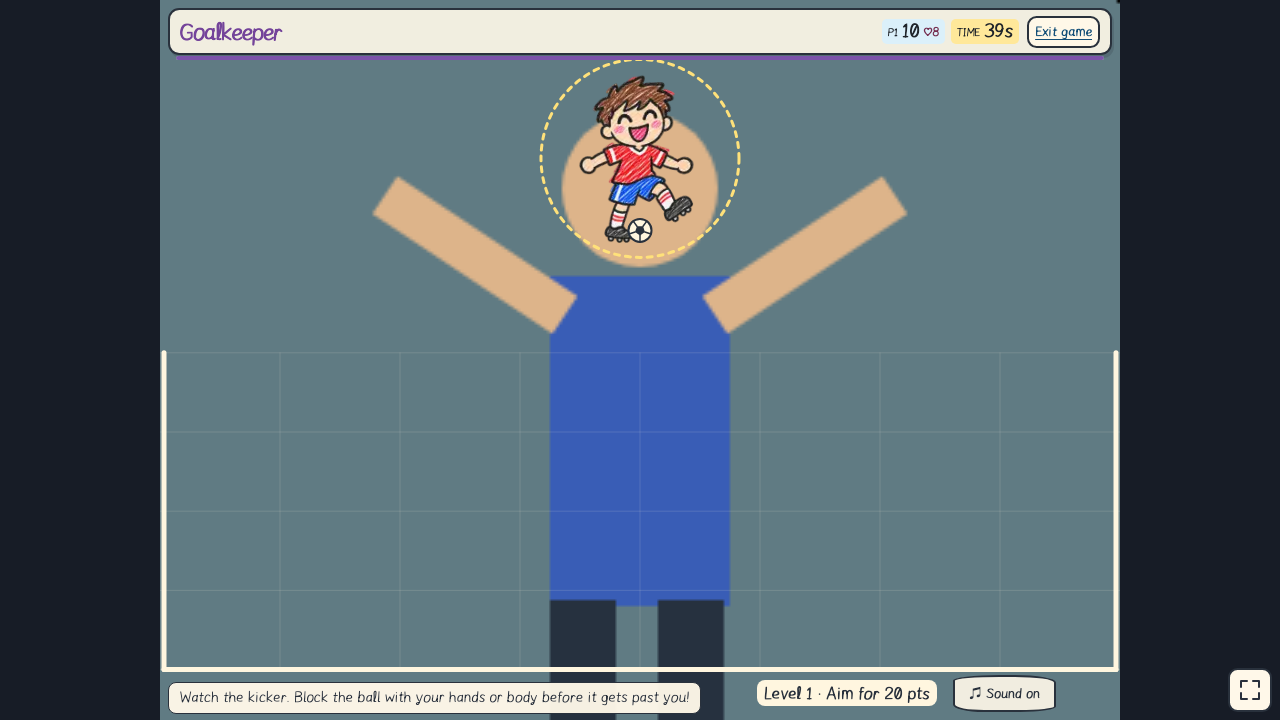 Goalkeeper
P1 10 ♡8
TIME 39s
Exit game
Watch the kicker. Block the ball with your hands or body before it gets past you!
Level 1 · Aim for 20 pts
♫ Sound on